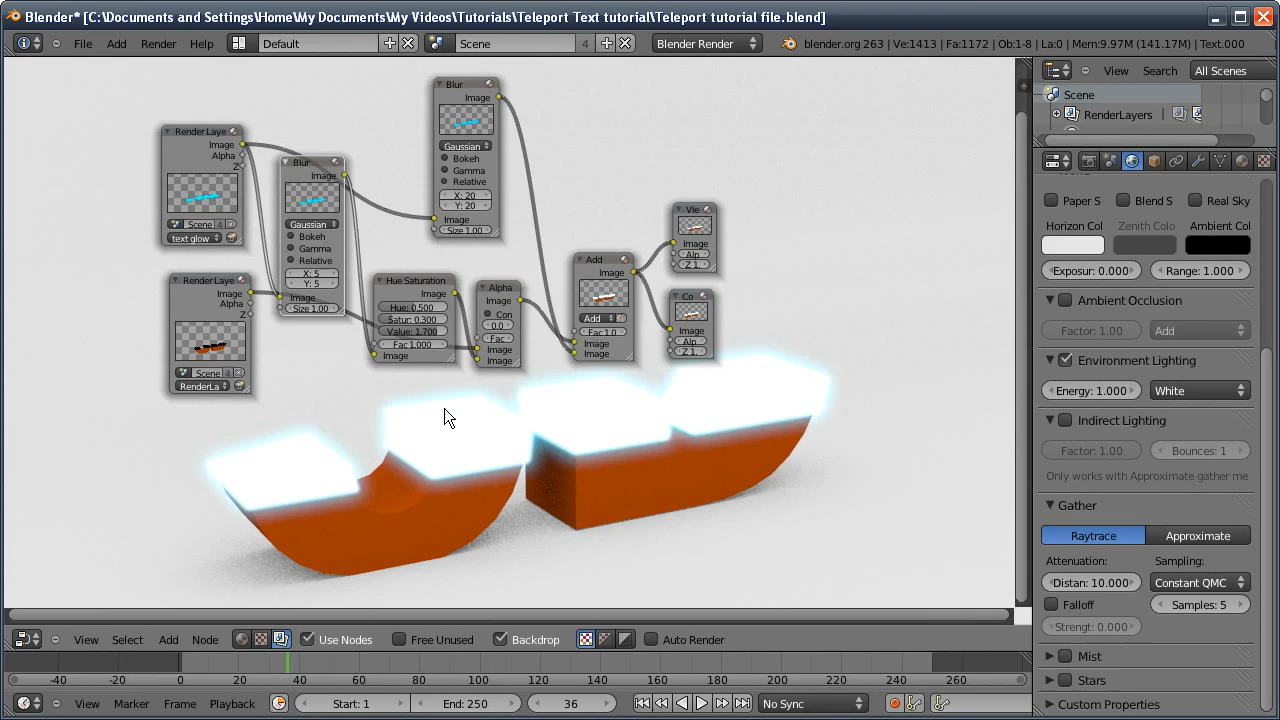 Blender* [C:\Documents and Settings\Home\My Documents\My Videos\Tutorials\Teleport Text tutorial\Teleport tutorial file.blend]
File Add Render Help Default Scene 4 Blender Render blender.org 263 | Ve:1413 | Fa:1172 | Ob:1-8 | La:0 | Mem:9.97M (141.17M) | Text.000
View Search All Scenes
Scene
RenderLayers
Render Laye
Image
Alpha
Z
Scene 4
text glow
Render Laye
Image
Alpha
Z
Scene 4
RenderLa
Blur
Image
Gaussian
Bokeh
Gamma
Relative
X: 5
Y: 5
Image
Size 1.00
Blur
Image
Gaussian
Bokeh
Gamma
Relative
X: 20
Y: 20
Image
Size 1.00
Hue Saturation
Image
Hue: 0.500
Satur: 0.300
Value: 1.700
Fac 1.000
Image
Alpha
Image
Con
0.0
Fac
Image
Image
Add
Image
Add
Fac 1.0
Image
Image
Vie
Image
Alp
Z 1.
Co
Image
Alp
Z 1.
Paper S Blend S Real Sky
Horizon Col Zenith Colo Ambient Col
Exposur: 0.000 Range: 1.000
Ambient Occlusion
Factor: 1.00 Add
Environment Lighting
Energy: 1.000 White
Indirect Lighting
Factor: 1.00 Bounces: 1
Only works with Approximate gather me
Gather
Raytrace Approximate
Attenuation: Sampling:
Distan: 10.000 Constant QMC
Falloff Samples: 5
Strengt: 0.000
Mist
Stars
Custom Properties
View Select Add Node Use Nodes Free Unused Backdrop Auto Render
-40 -20 0 20 40 60 80 100 120 140 160 180 200 220 240 260
View Marker Frame Playback Start: 1 End: 250 36 No Sync